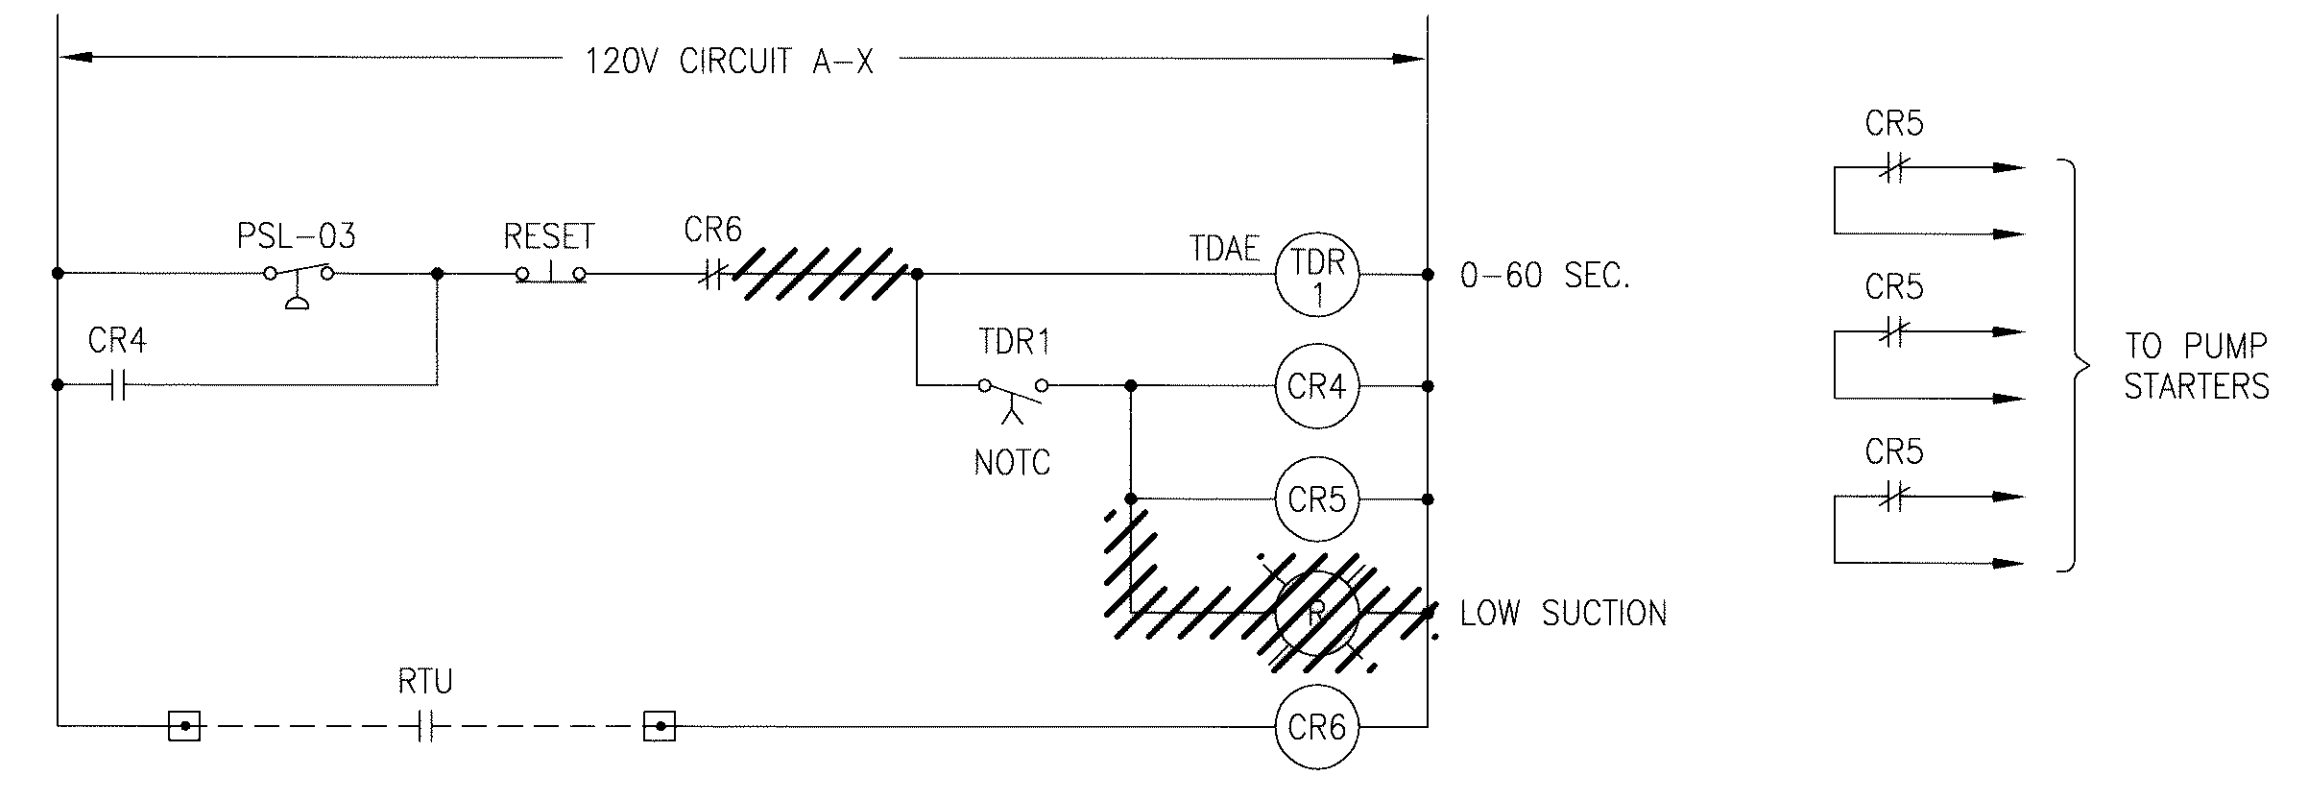 120V CIRCUIT A-X
CR5
PSL-03
RESET
CR6
TDAE
TDR
1
0-60 SEC.
CR5
CR4
TDR1
CR4
TO PUMP
STARTERS
NOTC
CR5
CR5
R
LOW SUCTION
RTU
CR6